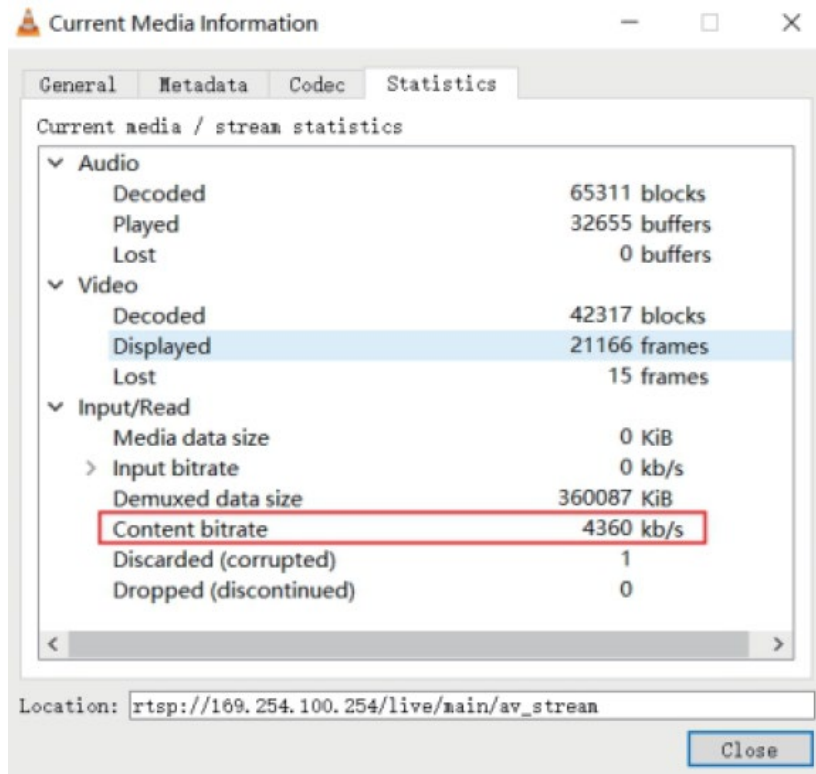 Current Media Information
General Metadata Codec Statistics
Current media / stream statistics
Audio
Decoded 65311 blocks
Played 32655 buffers
Lost 0 buffers
Video
Decoded 42317 blocks
Displayed 21166 frames
Lost 15 frames
Input/Read
Media data size 0 KiB
Input bitrate 0 kb/s
Demuxed data size 360087 KiB
Content bitrate 4360 kb/s
Discarded (corrupted) 1
Dropped (discontinued) 0
Location: rtsp://169.254.100.254/live/main/av_stream
Close